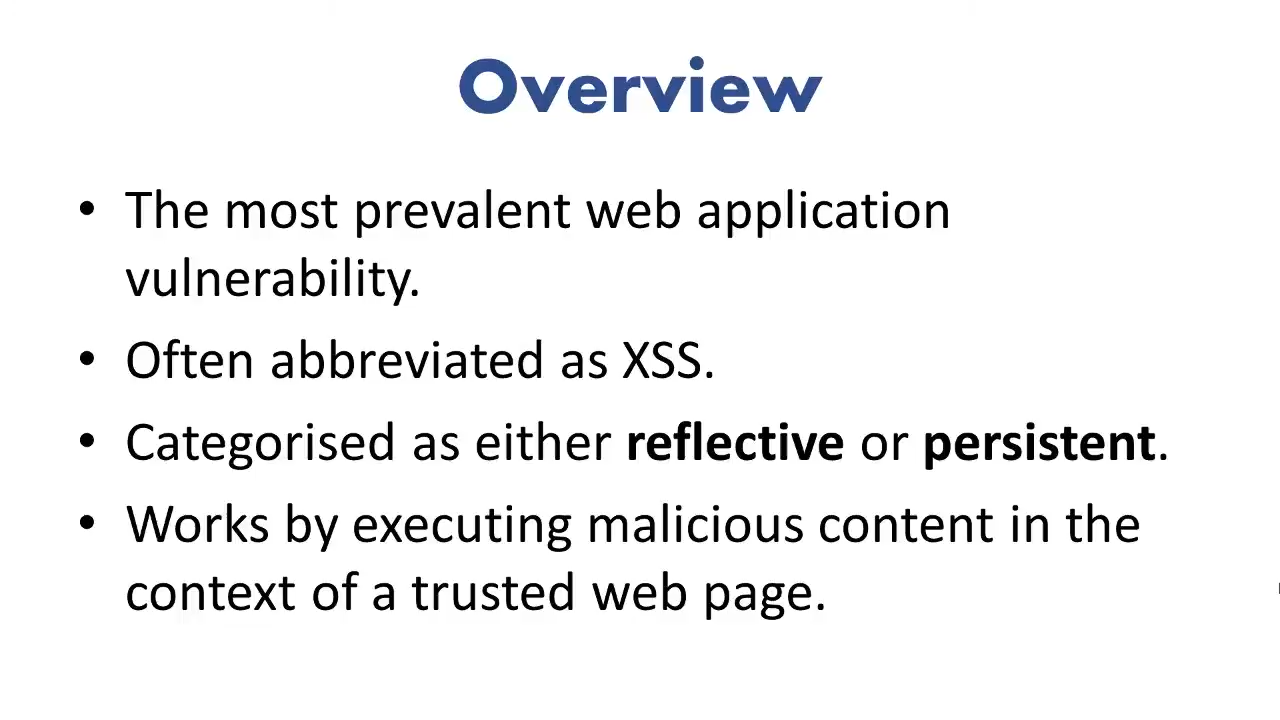 Overview
• The most prevalent web application
vulnerability.
• Often abbreviated as XSS.
• Categorised as either reflective or persistent.
• Works by executing malicious content in the
context of a trusted web page.